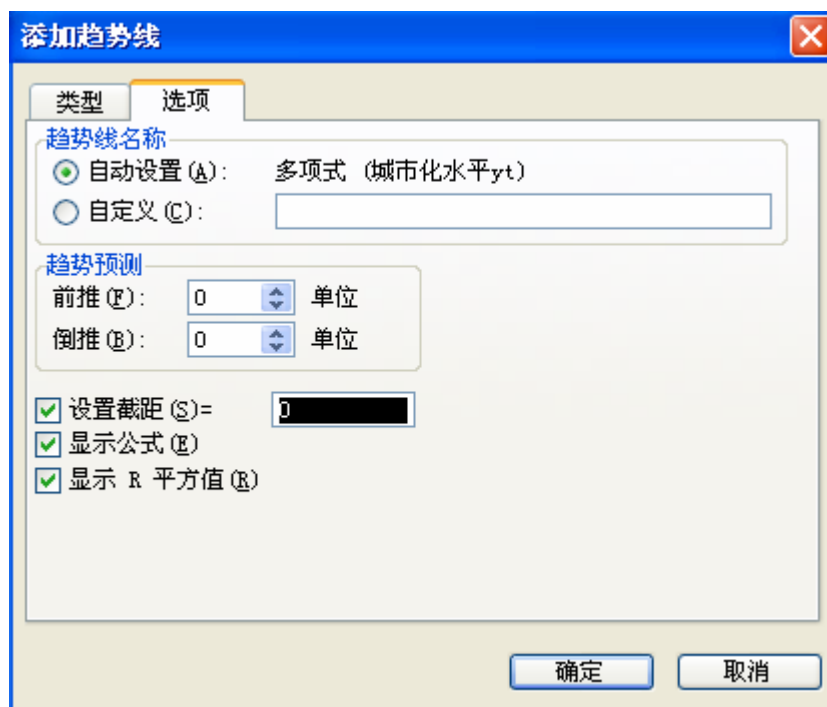 添加趋势线
类型 选项
趋势线名称
自动设置(A): 多项式 (城市化水平yt)
自定义(C):
趋势预测
前推(F): 0 单位
倒推(B): 0 单位
设置截距(S)= 0
显示公式(E)
显示 R 平方值(R)
确定 取消